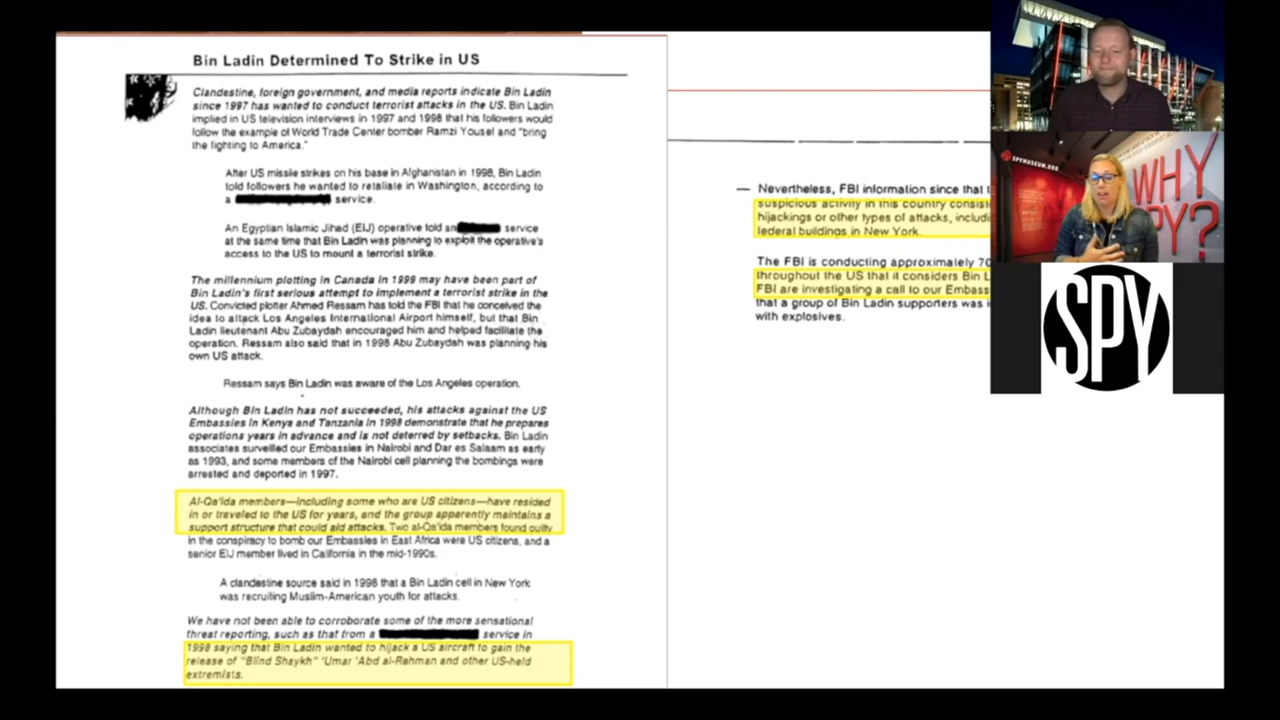 Bin Ladin Determined To Strike in US
Clandestine, foreign government, and media reports indicate Bin Ladin
since 1997 has wanted to conduct terrorist attacks in the US. Bin Ladin
implied in US television interviews in 1997 and 1998 that his followers would
follow the example of World Trade Center bomber Ramzi Yousef and "bring
the fighting to America."
After US missile strikes on his base in Afghanistan in 1998, Bin Ladin
told followers he wanted to retaliate in Washington, according to
a service.
An Egyptian Islamic Jihad (EIJ) operative told an service
at the same time that Bin Ladin was planning to exploit the operative's
access to the US to mount a terrorist strike.
The millennium plotting in Canada in 1999 may have been part of
Bin Ladin's first serious attempt to implement a terrorist strike in the
US. Convicted plotter Ahmed Ressam has told the FBI that he conceived the
idea to attack Los Angeles International Airport himself, but that Bin
Ladin lieutenant Abu Zubaydah encouraged him and helped facilitate the
operation. Ressam also said that in 1998 Abu Zubaydah was planning his
own US attack.
Ressam says Bin Ladin was aware of the Los Angeles operation.
Although Bin Ladin has not succeeded, his attacks against the US
Embassies in Kenya and Tanzania in 1998 demonstrate that he prepares
operations years in advance and is not deterred by setbacks. Bin Ladin
associates surveilled our Embassies in Nairobi and Dar es Salaam as early
as 1993, and some members of the Nairobi cell planning the bombings were
arrested and deported in 1997.
Al-Qa'ida members—including some who are US citizens—have resided
in or traveled to the US for years, and the group apparently maintains a
support structure that could aid attacks. Two al-Qa'ida members found guilty
in the conspiracy to bomb our Embassies in East Africa were US citizens, and a
senior EIJ member lived in California in the mid-1990s.
A clandestine source said in 1998 that a Bin Ladin cell in New York
was recruiting Muslim-American youth for attacks.
We have not been able to corroborate some of the more sensational
threat reporting, such as that from a service in
1998 saying that Bin Ladin wanted to hijack a US aircraft to gain the
release of "Blind Shaykh" 'Umar 'Abd al-Rahman and other US-held
extremists.
— Nevertheless, FBI information since that
suspicious activity in this country consist
hijackings or other types of attacks, includi
federal buildings in New York.
The FBI is conducting approximately 70
throughout the US that it considers Bin L
FBI are investigating a call to our Embass
that a group of Bin Ladin supporters was i
with explosives.
SPYMUSEUM.ORG
WHY
SPY?
SPY